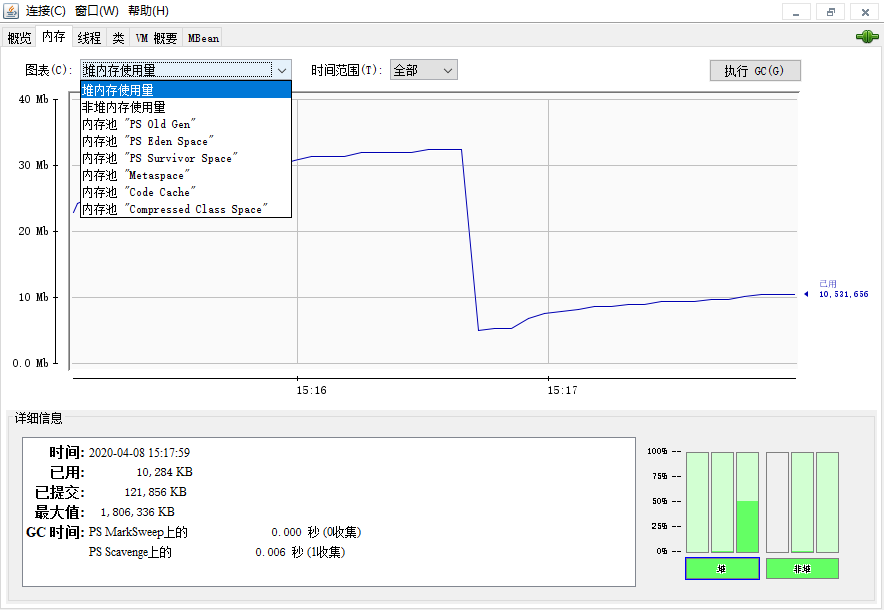 连接(C) 窗口(W) 帮助(H)
概览 内存 线程 类 VM 概要 MBean
图表(C): 堆内存使用量 时间范围(T): 全部 执行 GC(G)
堆内存使用量
非堆内存使用量
内存池 "PS Old Gen"
内存池 "PS Eden Space"
内存池 "PS Survivor Space"
内存池 "Metaspace"
内存池 "Code Cache"
内存池 "Compressed Class Space"
40 Mb
30 Mb
20 Mb
10 Mb
0.0 Mb
已用
10,531,656
15:16 15:17
详细信息
时间: 2020-04-08 15:17:59
已用: 10,284 KB
已提交: 121,856 KB
最大值: 1,806,336 KB
GC 时间: PS MarkSweep上的 0.000 秒 (0收集)
PS Scavenge上的 0.006 秒 (1收集)
100% --
75% --
50% --
25% --
0% --
堆 非堆